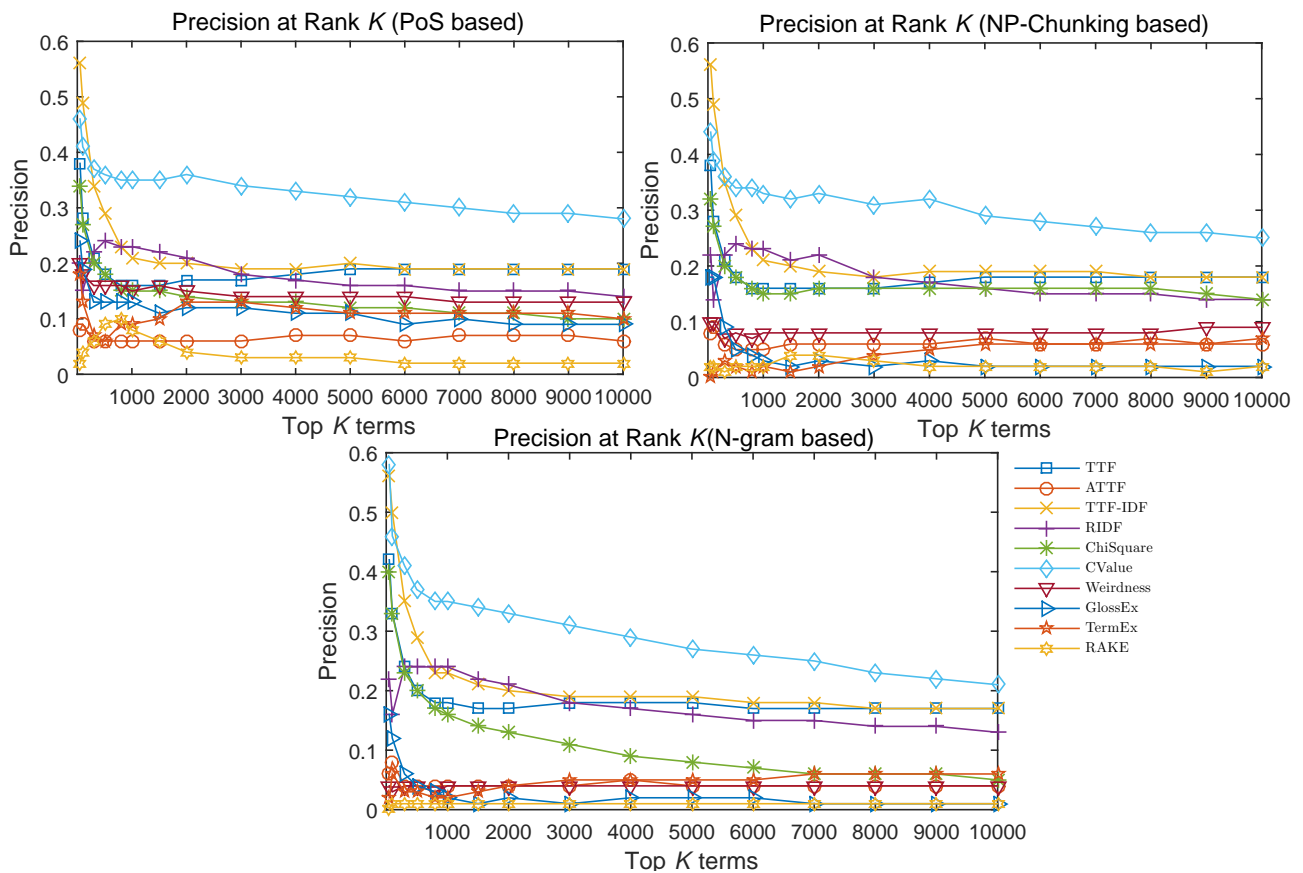 Precision at Rank K (PoS based)
Precision
0.6
0.5
0.4
0.3
0.2
0.1
0
1000 2000 3000 4000 5000 6000 7000 8000 9000 10000
Top K terms
Precision at Rank K (NP-Chunking based)
Precision
0.6
0.5
0.4
0.3
0.2
0.1
0
1000 2000 3000 4000 5000 6000 7000 8000 9000 10000
Top K terms
Precision at Rank K(N-gram based)
Precision
0.6
0.5
0.4
0.3
0.2
0.1
0
1000 2000 3000 4000 5000 6000 7000 8000 9000 10000
Top K terms
TTF
ATTF
TTF-IDF
RIDF
ChiSquare
CValue
Weirdness
GlossEx
TermEx
RAKE